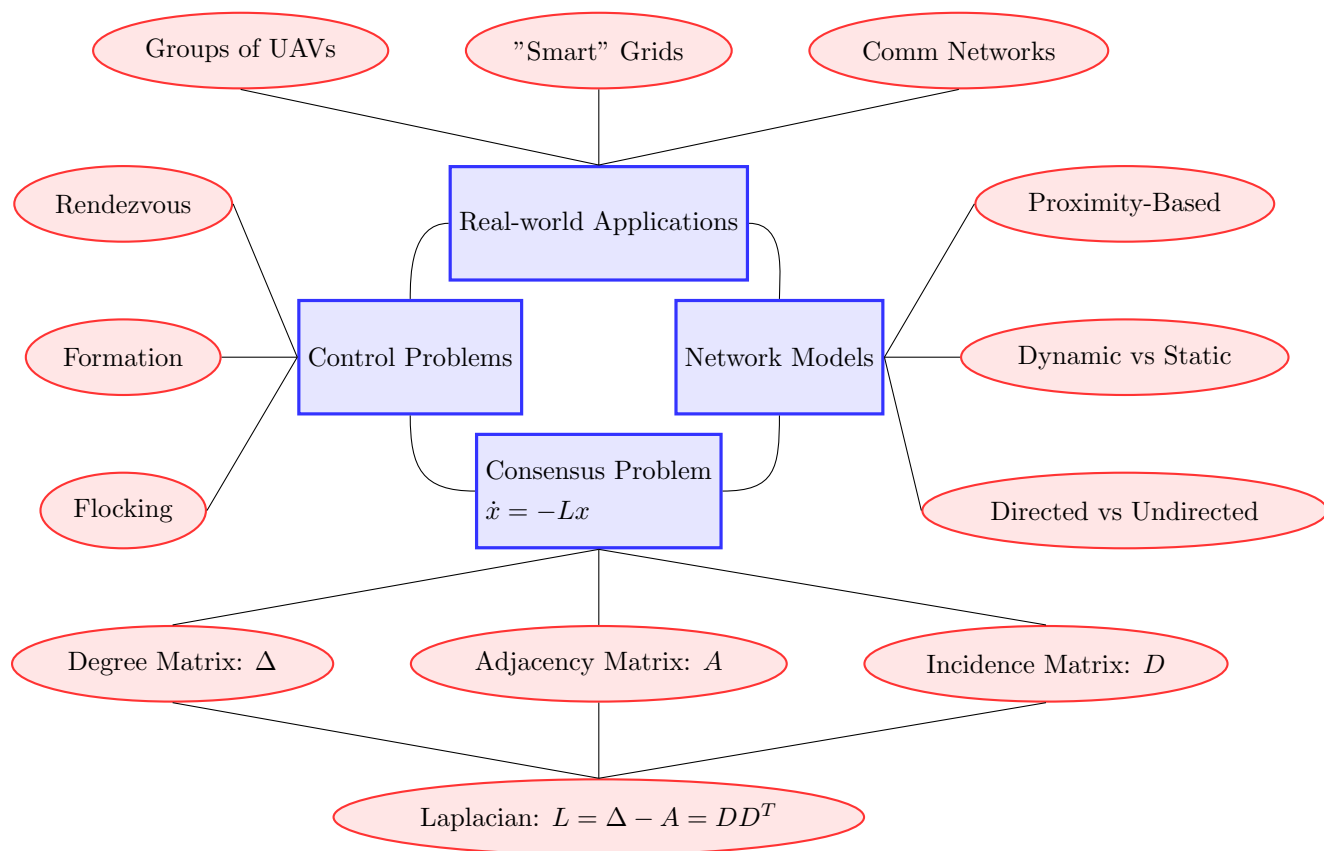 Groups of UAVs
”Smart” Grids
Comm Networks
Real-world Applications
Rendezvous
Proximity-Based
Control Problems
Network Models
Formation
Dynamic vs Static
Consensus Problem
ẋ = −Lx
Flocking
Directed vs Undirected
Degree Matrix: Δ
Adjacency Matrix: A
Incidence Matrix: D
Laplacian: L = Δ − A = DDᵀ